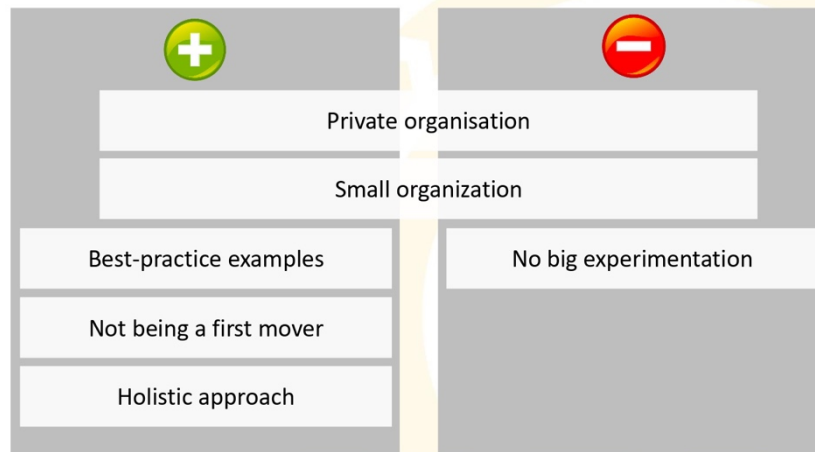 Private organisation
Small organization
Best-practice examples
No big experimentation
Not being a first mover
Holistic approach